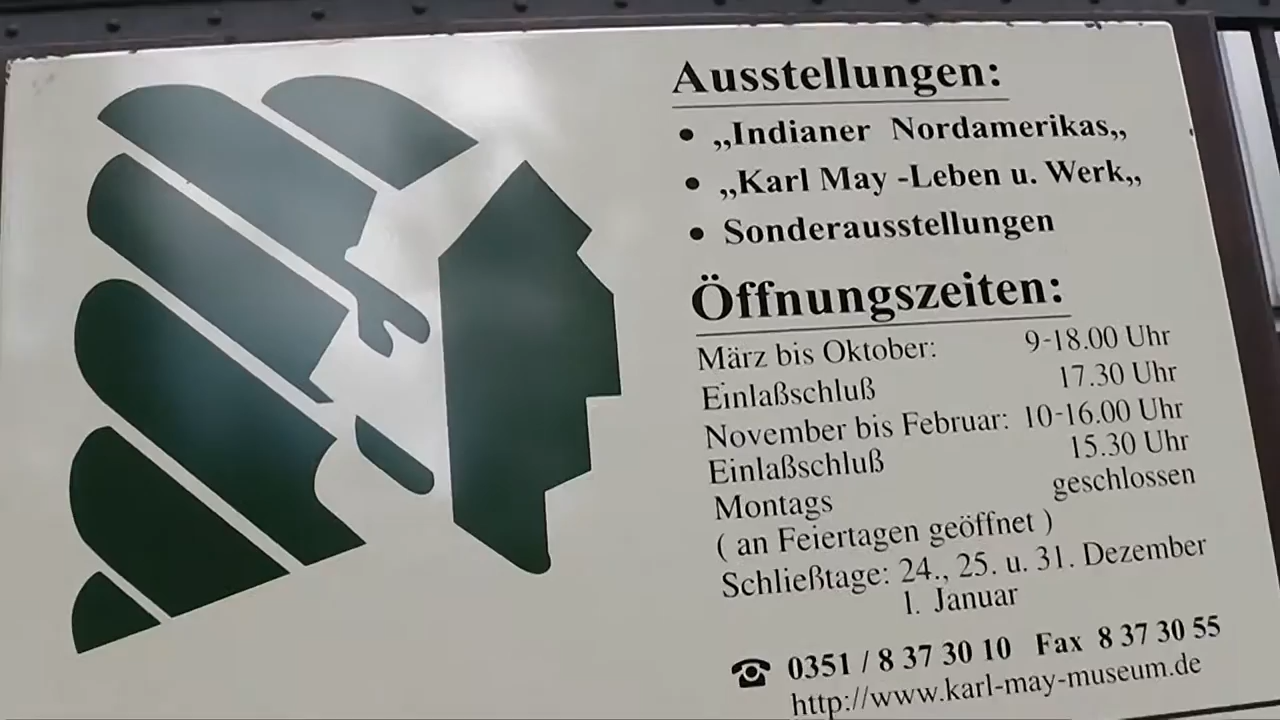 Ausstellungen:
• „Indianer Nordamerikas„
• „Karl May -Leben u. Werk„
• Sonderausstellungen
Öffnungszeiten:
März bis Oktober: 9-18.00 Uhr
Einlaßschluß 17.30 Uhr
November bis Februar: 10-16.00 Uhr
Einlaßschluß 15.30 Uhr
Montags geschlossen
( an Feiertagen geöffnet )
Schließtage: 24., 25. u. 31. Dezember
1. Januar
☎ 0351 / 8 37 30 10 Fax 8 37 30 55
http://www.karl-may-museum.de